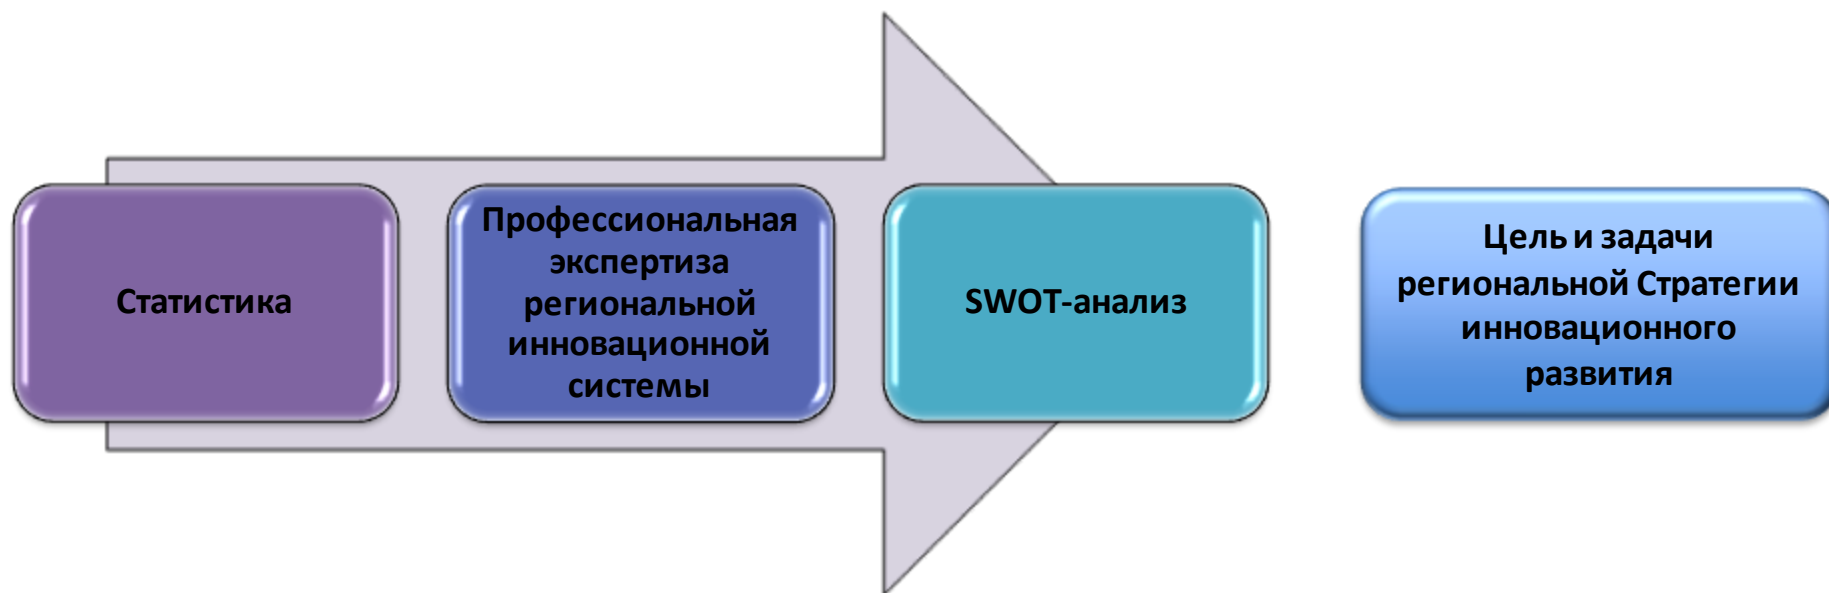 Статистика
Профессиональная
экспертиза
региональной
инновационной
системы
SWOT-анализ
Цель и задачи
региональной Стратегии
инновационного
развития